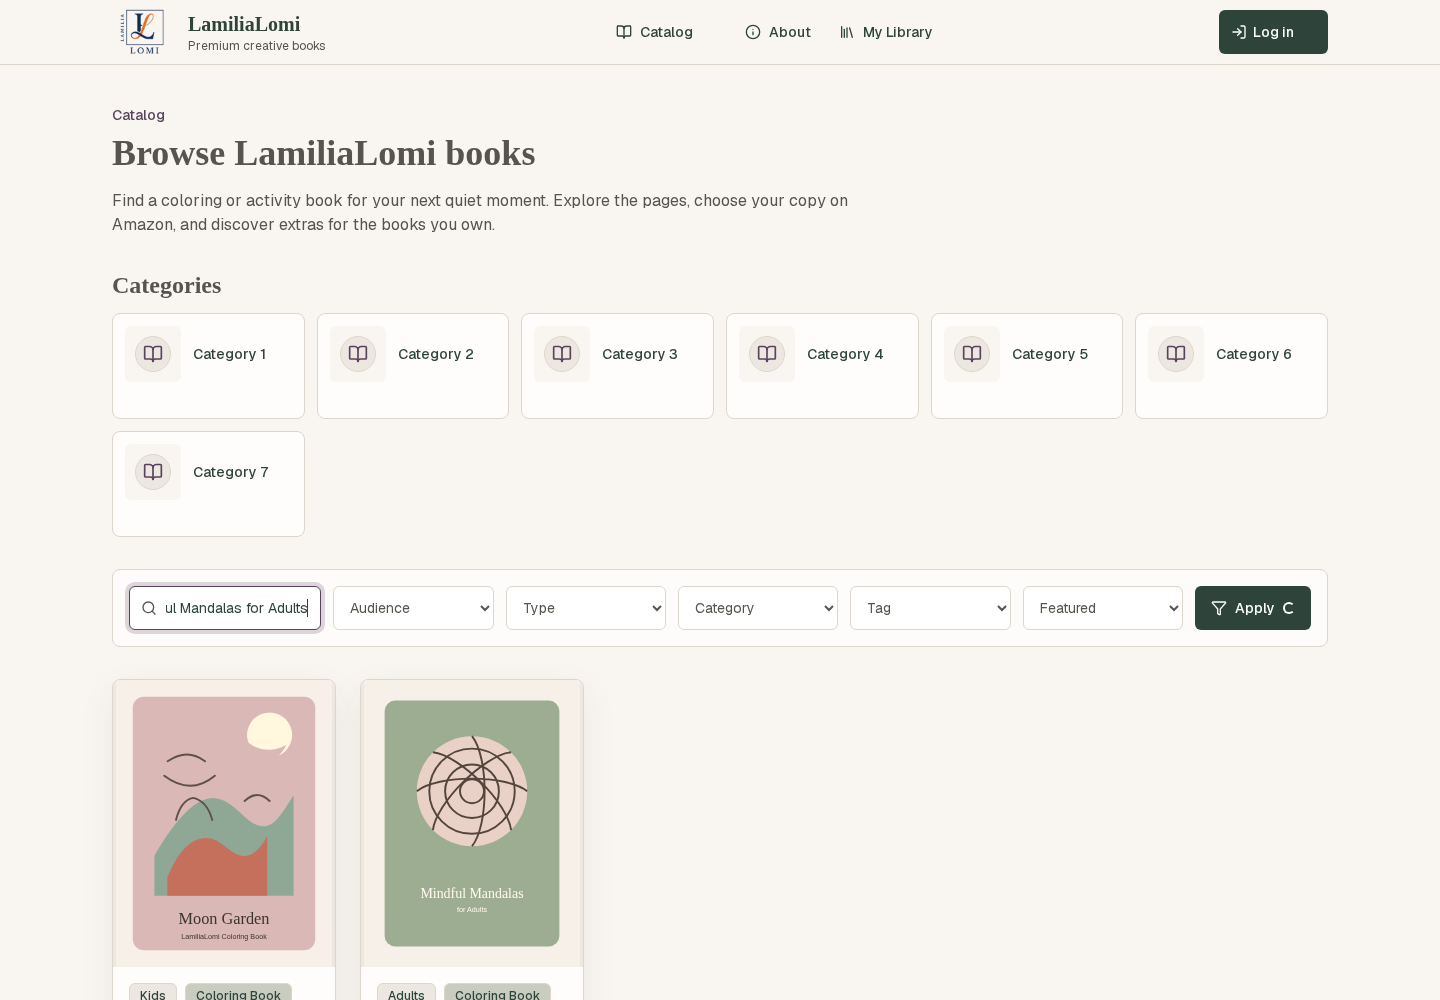 LAMILIA
L
LOMI
LamiliaLomi
Premium creative books
Catalog
About
My Library
Log in
Catalog
Browse LamiliaLomi books
Find a coloring or activity book for your next quiet moment. Explore the pages, choose your copy on
Amazon, and discover extras for the books you own.
Categories
Category 1
Category 2
Category 3
Category 4
Category 5
Category 6
Category 7
ul Mandalas for Adults
Audience
Type
Category
Tag
Featured
Apply
Moon Garden
LamiliaLomi Coloring Book
Mindful Mandalas
for Adults
Kids
Coloring Book
Adults
Coloring Book